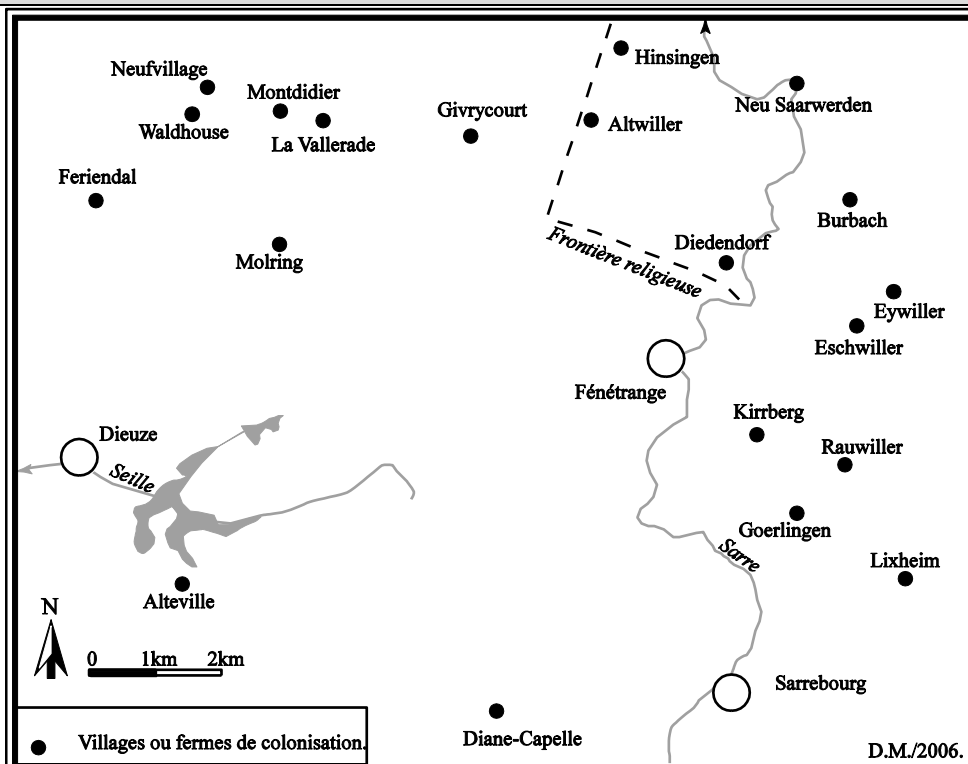 Hinsingen
Neufvillage
Montdidier
Neu Saarwerden
Givrycourt
Altwiller
Waldhouse
La Vallerade
Feriendal
Burbach
Diedendorf
Frontière religieuse
Molring
Eywiller
Eschwiller
Fénétrange
Kirrberg
Dieuze
Rauwiller
Seille
Goerlingen
Sarre
Lixheim
Alteville
N
0 1km 2km
Sarrebourg
Diane-Capelle
Villages ou fermes de colonisation.
D.M./2006.